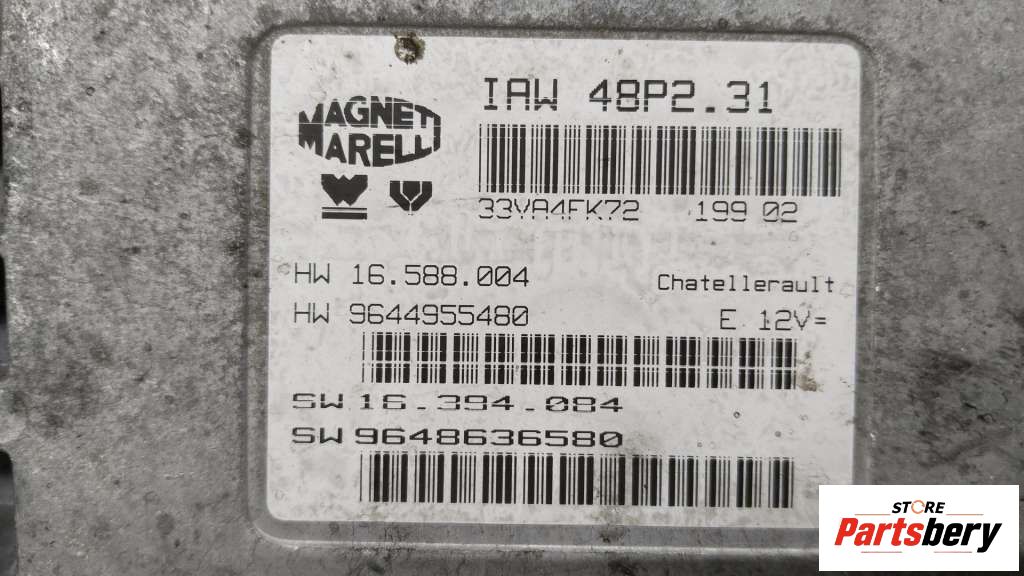 MAGNETI
MARELLI
IAW 48P2.31
33VA4FK72 199 02
HW 16.588.004
Chatellerault
HW 9644955480
E 12V=
SW 16.394.084
SW 9648636580
STORE
Partsbery